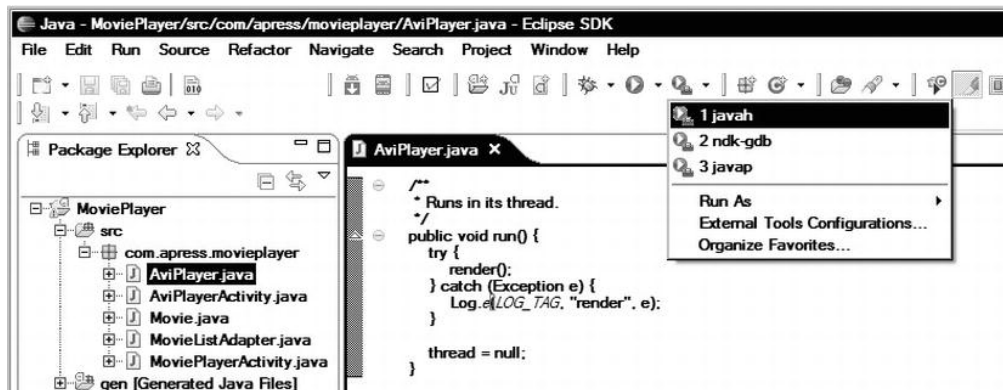 Java - MoviePlayer/src/com/apress/movieplayer/AviPlayer.java - Eclipse SDK
File Edit Run Source Refactor Navigate Search Project Window Help
010
1 javah
2 ndk-gdb
3 javap
Run As
External Tools Configurations...
Organize Favorites...
Package Explorer
MoviePlayer
src
com.apress.movieplayer
AviPlayer.java
AviPlayerActivity.java
Movie.java
MovieListAdapter.java
MoviePlayerActivity.java
gen [Generated Java Files]
AviPlayer.java
/**
* Runs in its thread.
*/
public void run() {
try {
render();
} catch (Exception e) {
Log.e(LOG_TAG, "render", e);
}
thread = null;
}